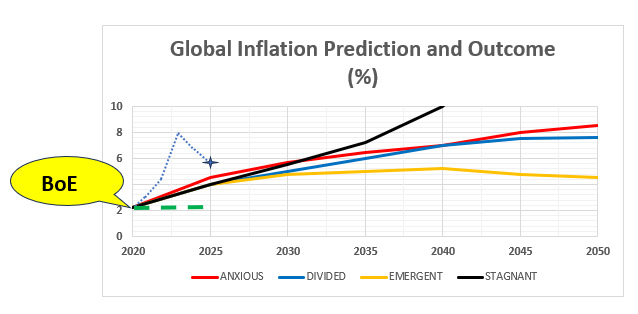 Global Inflation Prediction and Outcome
(%)
10
8
6
4
2
0
BoE
2020 2025 2030 2035 2040 2045 2050
ANXIOUS DIVIDED EMERGENT STAGNANT